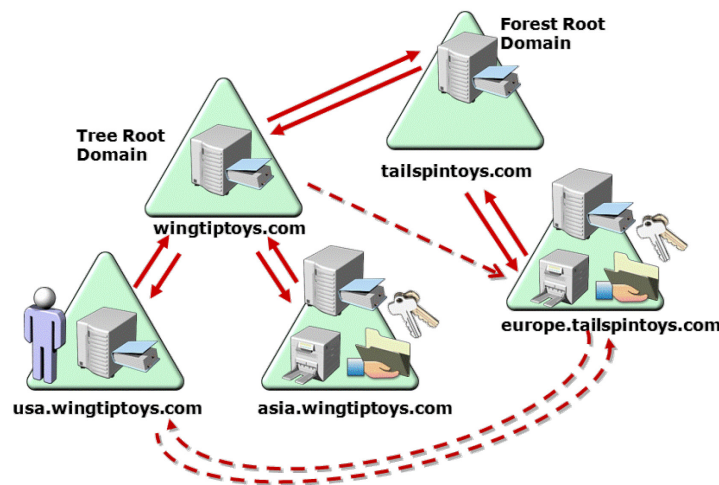 Forest Root
Domain
Tree Root
Domain
tailspintoys.com
wingtiptoys.com
europe.tailspintoys.com
usa.wingtiptoys.com
asia.wingtiptoys.com